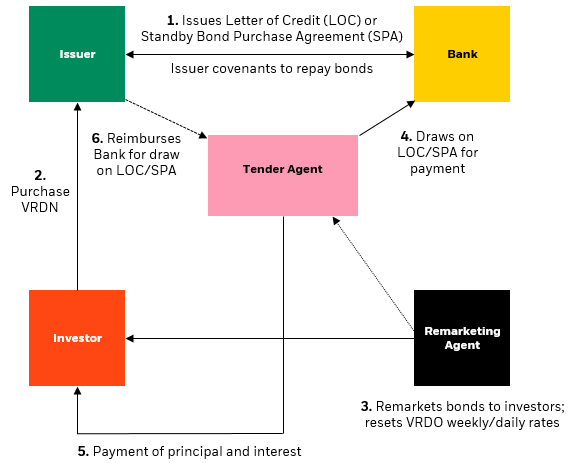 1. Issues Letter of Credit (LOC) or
Standby Bond Purchase Agreement (SPA)
Issuer
Bank
Issuer covenants to repay bonds
6. Reimburses
Bank for draw
on LOC/SPA
4. Draws on
LOC/SPA for
payment
Tender Agent
2.
Purchase
VRDN
Investor
Remarketing
Agent
3. Remarkets bonds to investors;
resets VRDO weekly/daily rates
5. Payment of principal and interest